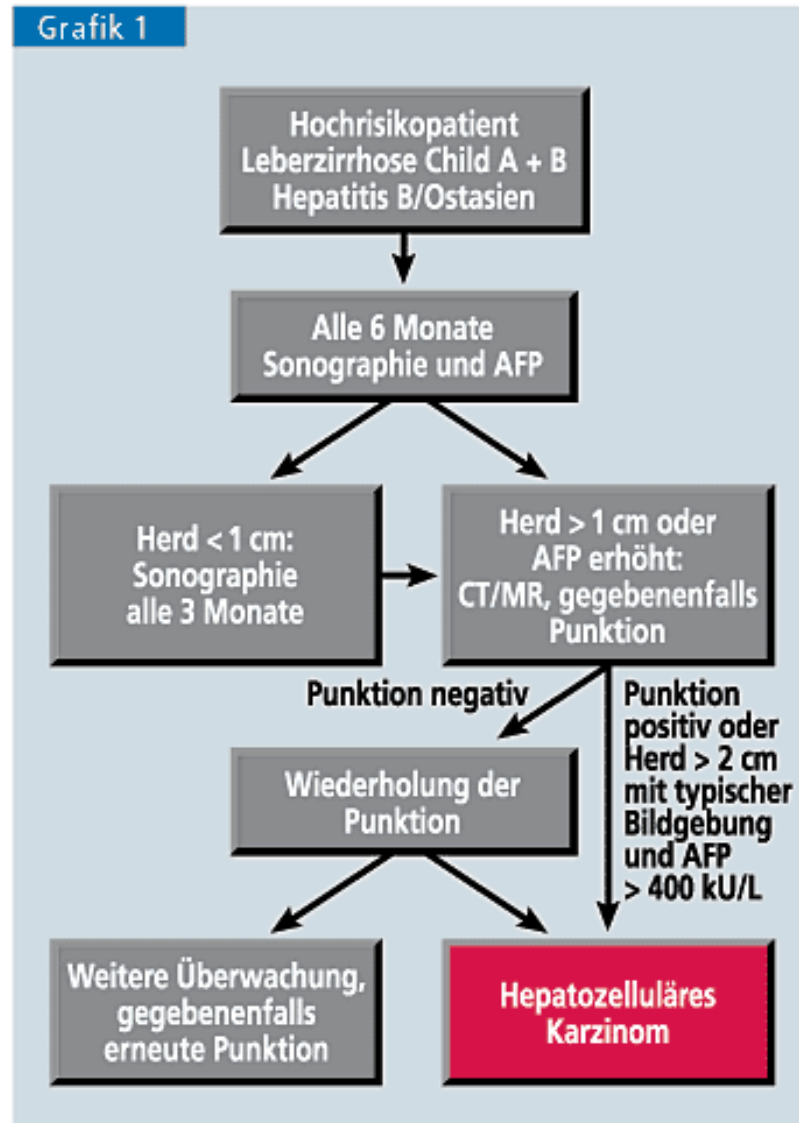 Grafik 1
Hochrisikopatient
Leberzirrhose Child A + B
Hepatitis B/Ostasien
Alle 6 Monate
Sonographie und AFP
Herd < 1 cm:
Sonographie
alle 3 Monate
Herd > 1 cm oder
AFP erhöht:
CT/MR, gegebenenfalls
Punktion
Punktion negativ
Punktion
positiv oder
Herd > 2 cm
mit typischer
Bildgebung
und AFP
> 400 kU/L
Wiederholung der
Punktion
Weitere Überwachung,
gegebenenfalls
erneute Punktion
Hepatozelluläres
Karzinom